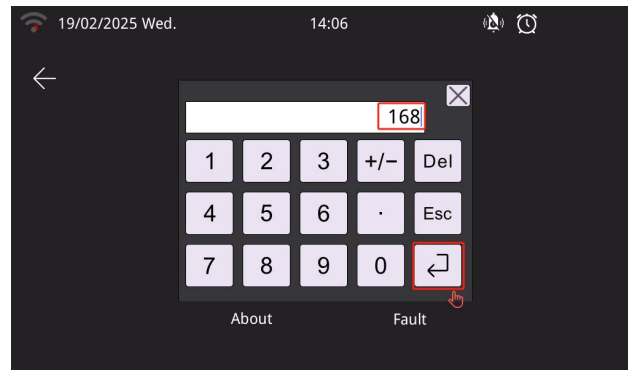 19/02/2025 Wed. 14:06
168
1 2 3 +/− Del
4 5 6 . Esc
7 8 9 0
About Fault